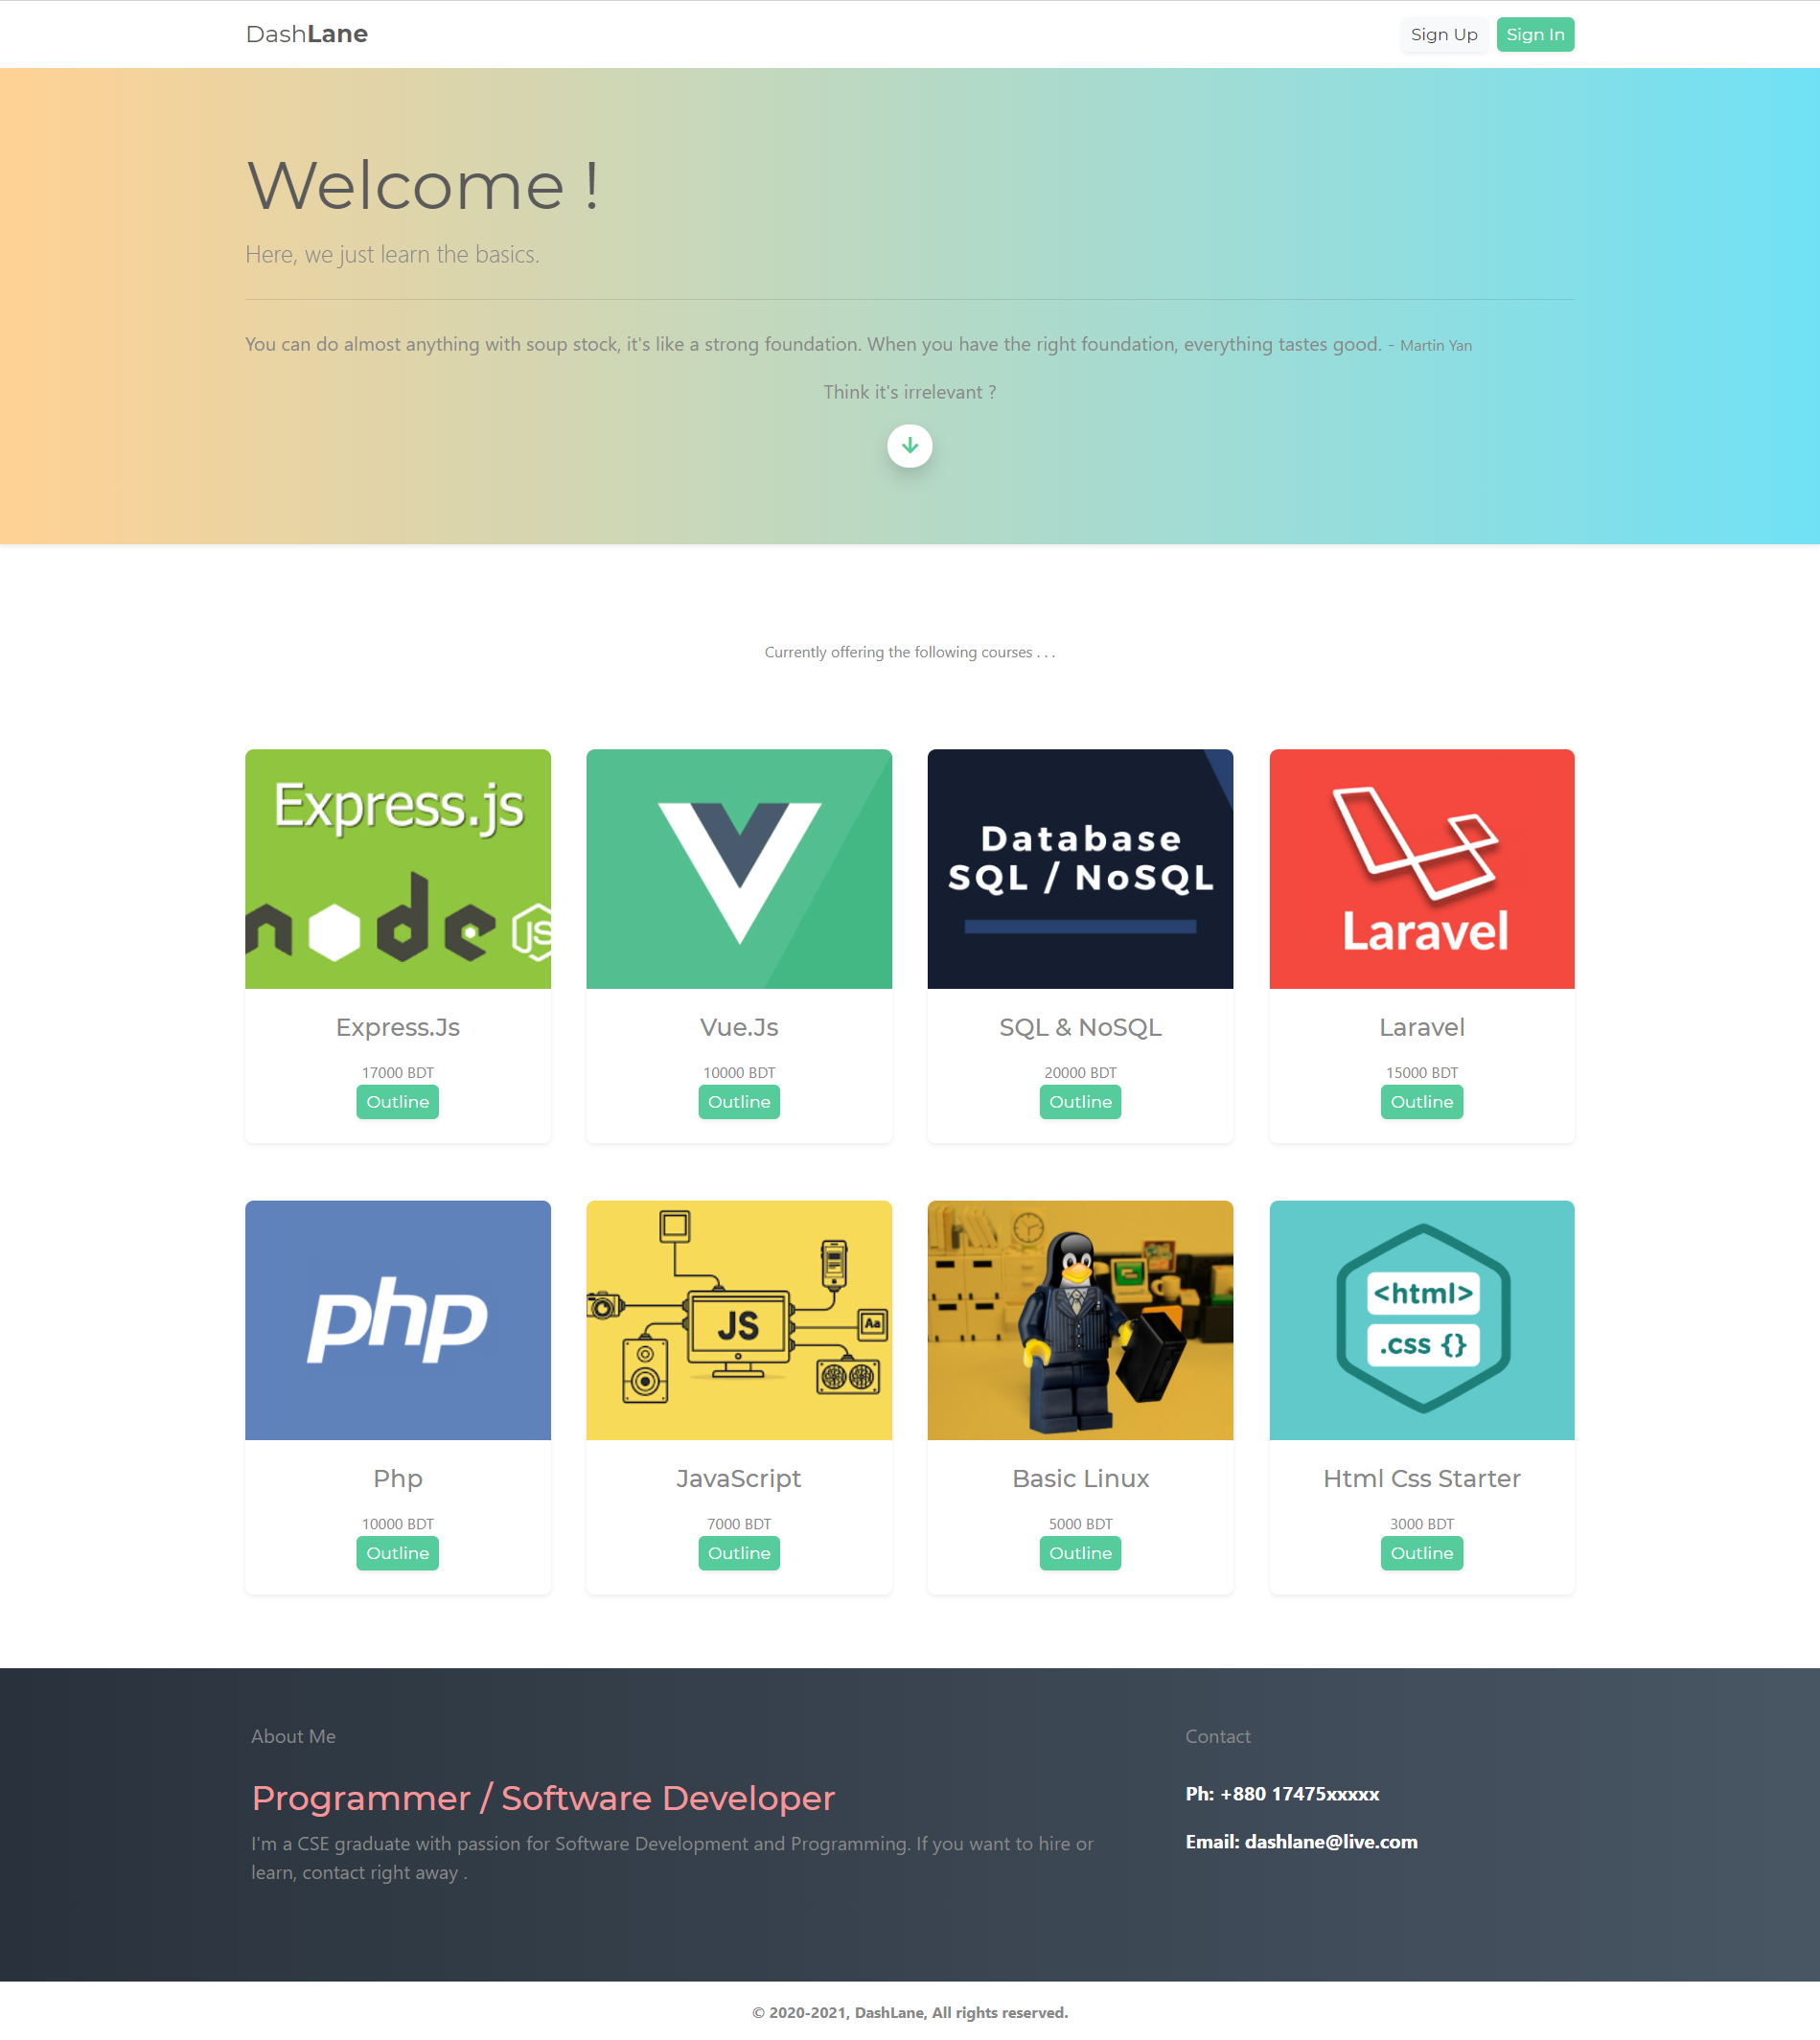 DashLane
Sign Up
Sign In
Welcome !
Here, we just learn the basics.
You can do almost anything with soup stock, it's like a strong foundation. When you have the right foundation, everything tastes good. - Martin Yan
Think it's irrelevant ?
Currently offering the following courses . . .
Express.js
node
JS
Database
SQL / NoSQL
Laravel
Express.Js
Vue.Js
SQL & NoSQL
Laravel
17000 BDT
10000 BDT
20000 BDT
15000 BDT
Outline
Outline
Outline
Outline
php
JS
Aa
<html>
.css {}
Php
JavaScript
Basic Linux
Html Css Starter
10000 BDT
7000 BDT
5000 BDT
3000 BDT
Outline
Outline
Outline
Outline
About Me
Programmer / Software Developer
I'm a CSE graduate with passion for Software Development and Programming. If you want to hire or
learn, contact right away .
Contact
Ph: +880 17475xxxxx
Email: dashlane@live.com
© 2020-2021, DashLane, All rights reserved.